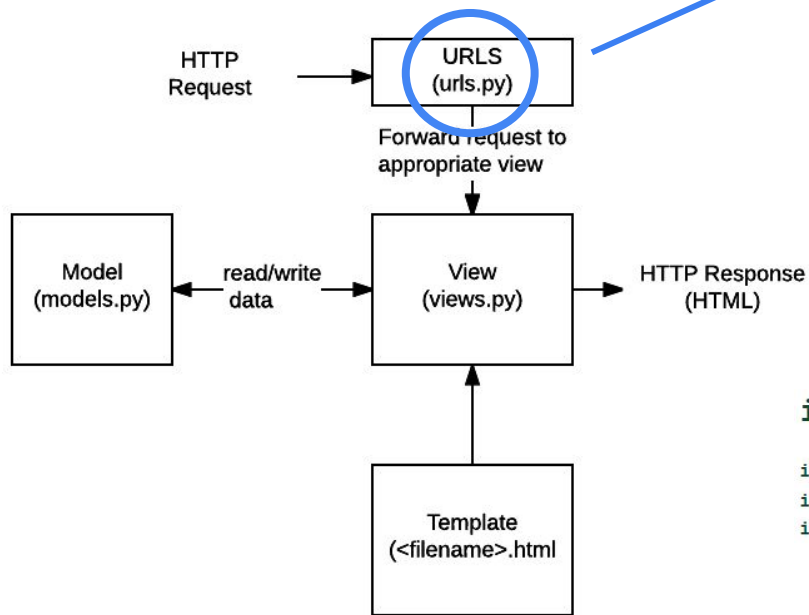 HTTP
Request
URLS
(urls.py)
Forward request to
appropriate view
Model
(models.py)
read/write
data
View
(views.py)
HTTP Response
(HTML)
Template
(<filename>.html
i
i
i
i